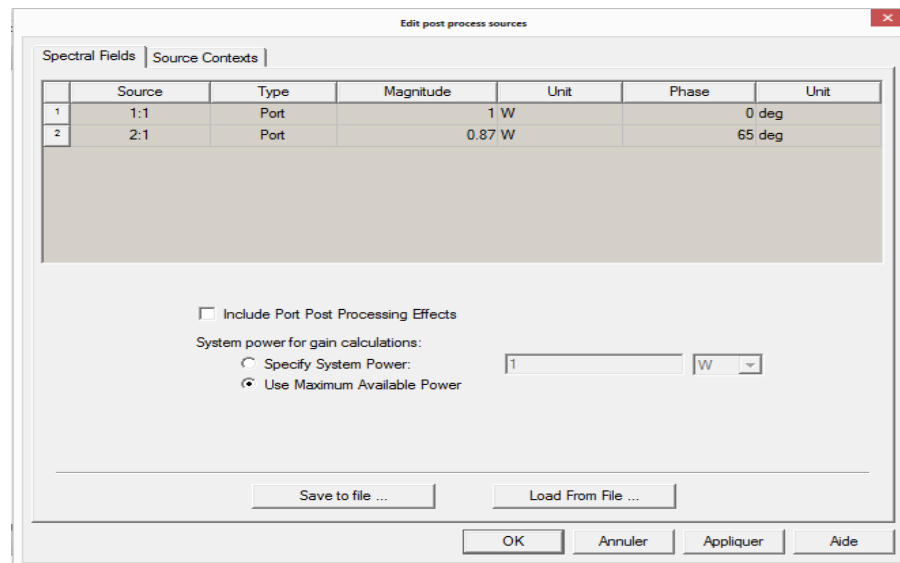 Edit post process sources
Spectral Fields Source Contexts
Source Type Magnitude Unit Phase Unit
1 1:1 Port 1 W 0 deg
2 2:1 Port 0.87 W 65 deg
Include Port Post Processing Effects
System power for gain calculations:
Specify System Power: 1 W
Use Maximum Available Power
Save to file ... Load From File ...
OK Annuler Appliquer Aide